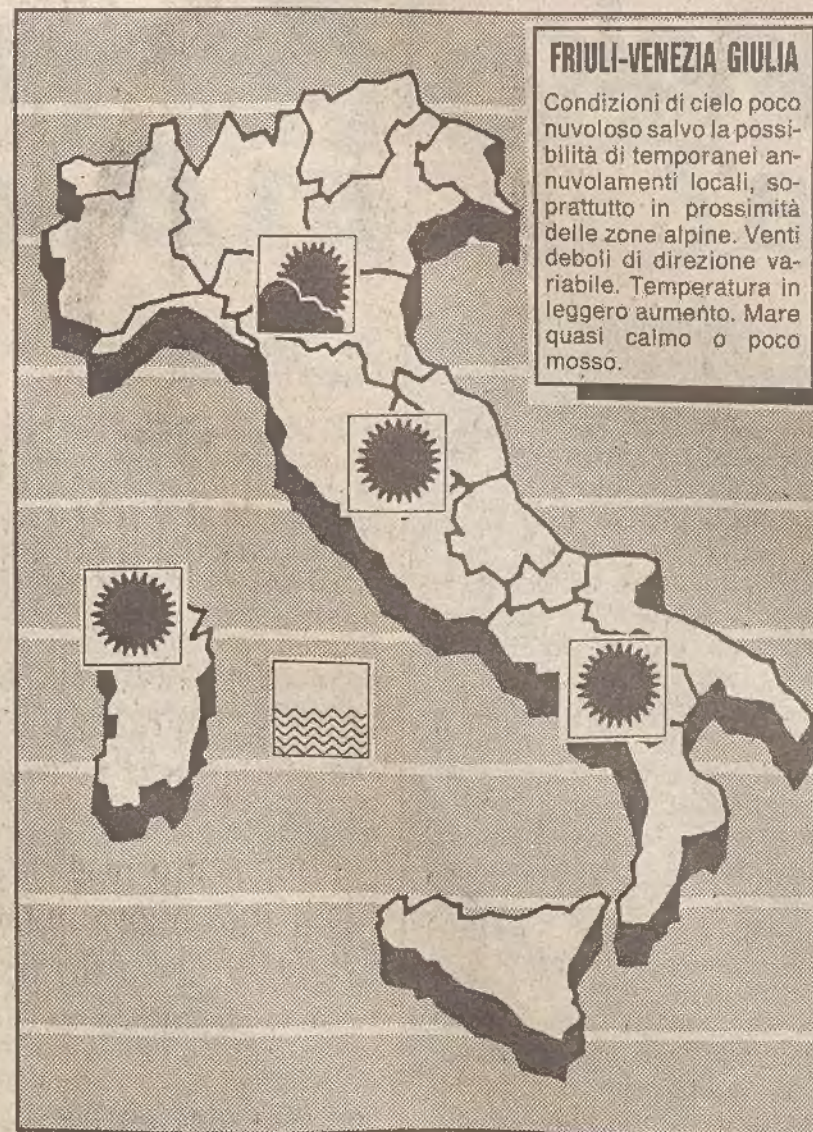 FRIULI-VENEZIA GIULIA
Condizioni di cielo poco
nuvoloso salvo la possi-
bilità di temporanei an-
nuvolamenti locali, so-
prattutto in prossimità
delle zone alpine. Venti
deboli di direzione va-
riabile. Temperatura in
leggero aumento. Mare
quasi calmo o poco
mosso.